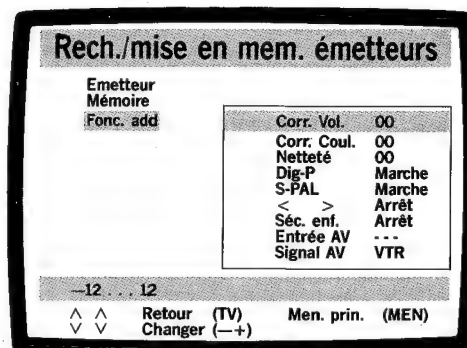 Rech./mise en mem. émetteurs
Emetteur
Mémoire
Fonc. add
Corr. Vol. 00
Corr. Coul. 00
Netteté 00
Dig-P Marche
S-PAL Marche
< > Arrêt
Séc. enf. Arrêt
Entrée AV - - -
Signal AV VTR
—12 . . . 12
∧ ∧ Retour (TV) Men. prin. (MEN)
∨ ∨ Changer (—+)